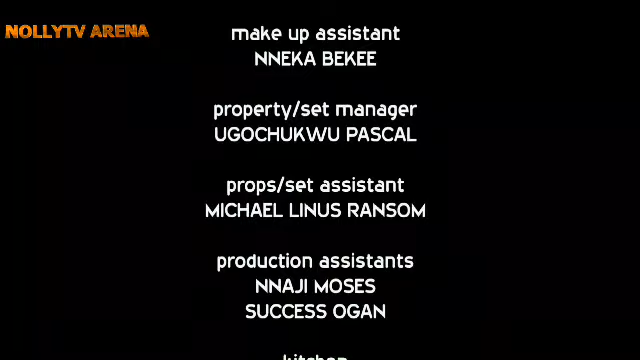 NOLLYTV ARENA
make up assistant
NNEKA BEKEE
property/set manager
UGOCHUKWU PASCAL
props/set assistant
MICHAEL LINUS RANSOM
production assistants
NNAJI MOSES
SUCCESS OGAN
kitchen